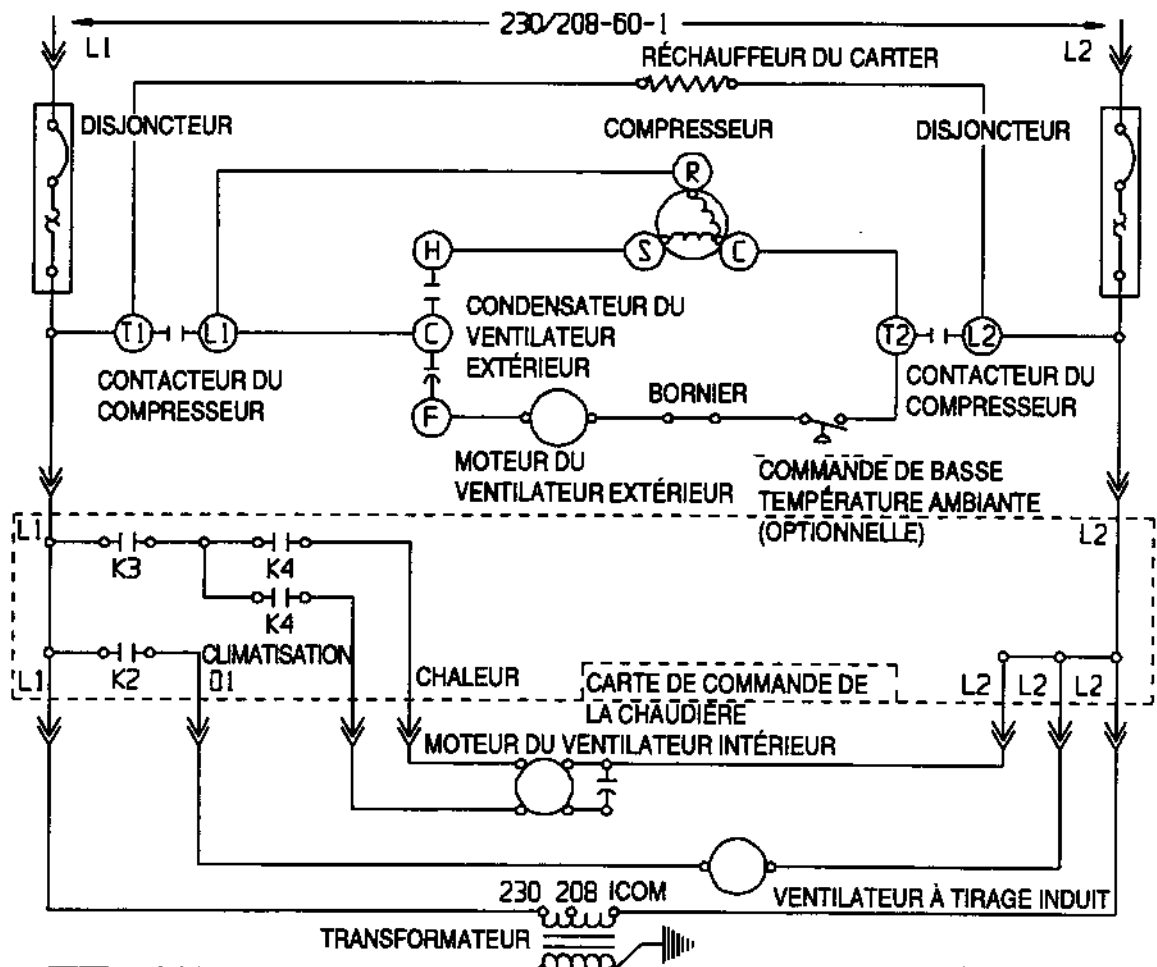 230/208-60-1
L1
L2
RÉCHAUFFEUR DU CARTER
DISJONCTEUR
COMPRESSEUR
DISJONCTEUR
R
H
S
C
CONDENSATEUR DU
VENTILATEUR
EXTÉRIEUR
T1
L1
C
T2
L2
CONTACTEUR DU
COMPRESSEUR
CONTACTEUR DU
COMPRESSEUR
BORNIER
F
MOTEUR DU
VENTILATEUR EXTÉRIEUR
COMMANDE DE BASSE
TEMPÉRATURE AMBIANTE
(OPTIONNELLE)
L1
L2
K3
K4
K4
CLIMATISATION
L1
K2
01
CHALEUR
CARTE DE COMMANDE DE
LA CHAUDIÈRE
L2
L2
L2
MOTEUR DU VENTILATEUR INTÉRIEUR
230 208 ICOM
VENTILATEUR À TIRAGE INDUIT
TRANSFORMATEUR